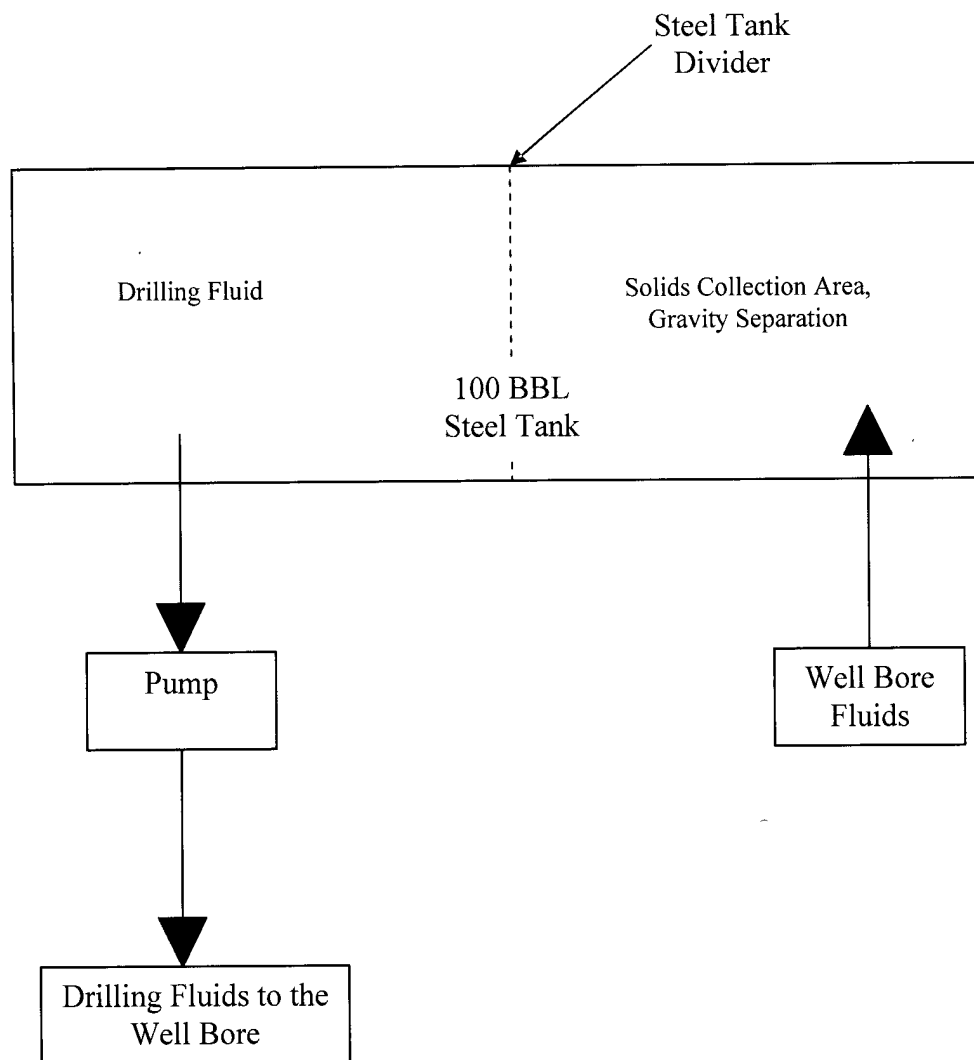 Steel Tank
Divider
Drilling Fluid
Solids Collection Area,
Gravity Separation
100 BBL
Steel Tank
Pump
Well Bore
Fluids
Drilling Fluids to the
Well Bore